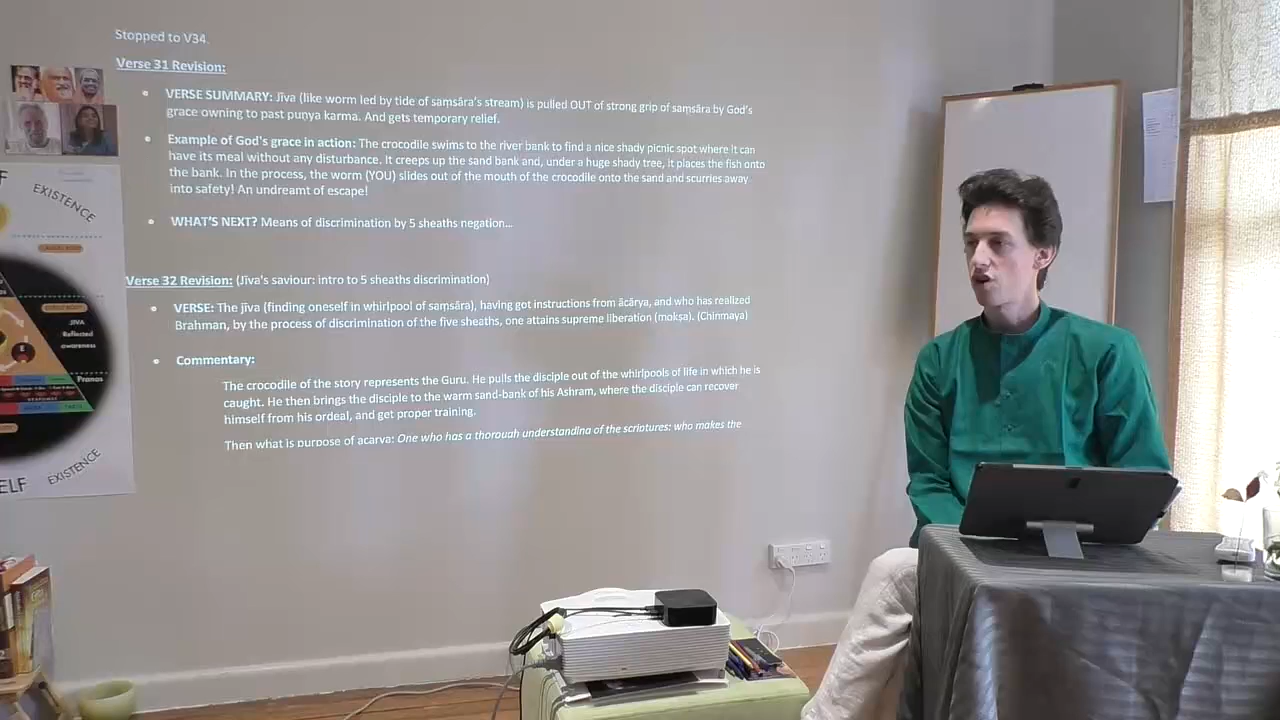 Stopped to V34.
Verse 31 Revision:
• VERSE SUMMARY: Jīva (like worm led by tide of saṃsāra's stream) is pulled OUT of strong grip of saṃsāra by God's
grace owning to past puṇya karma. And gets temporary relief.
• Example of God's grace in action: The crocodile swims to the river bank to find a nice shady picnic spot where it can
have its meal without any disturbance. It creeps up the sand bank and, under a huge shady tree, it places the fish onto
the bank. In the process, the worm (YOU) slides out of the mouth of the crocodile onto the sand and scurries away
into safety! An undreamt of escape!
• WHAT'S NEXT? Means of discrimination by 5 sheaths negation...
Verse 32 Revision: (Jīva's saviour: intro to 5 sheaths discrimination)
• VERSE: The jīva (finding oneself in whirlpool of saṃsāra), having got instructions from ācārya, and who has realized
Brahman, by the process of discrimination of the five sheaths, one attains supreme liberation (mokṣa). (Chinmaya)
• Commentary:
The crocodile of the story represents the Guru. He pulls the disciple out of the whirlpools of life in which he is
caught. He then brings the disciple to the warm sand-bank of his Ashram, where the disciple can recover
himself from his ordeal, and get proper training.
Then what is purpose of acarya: One who has a thorough understanding of the scriptures; who makes the
EXISTENCE
JIVA
Reflected
awareness
Pranas
ELF
EXISTENCE